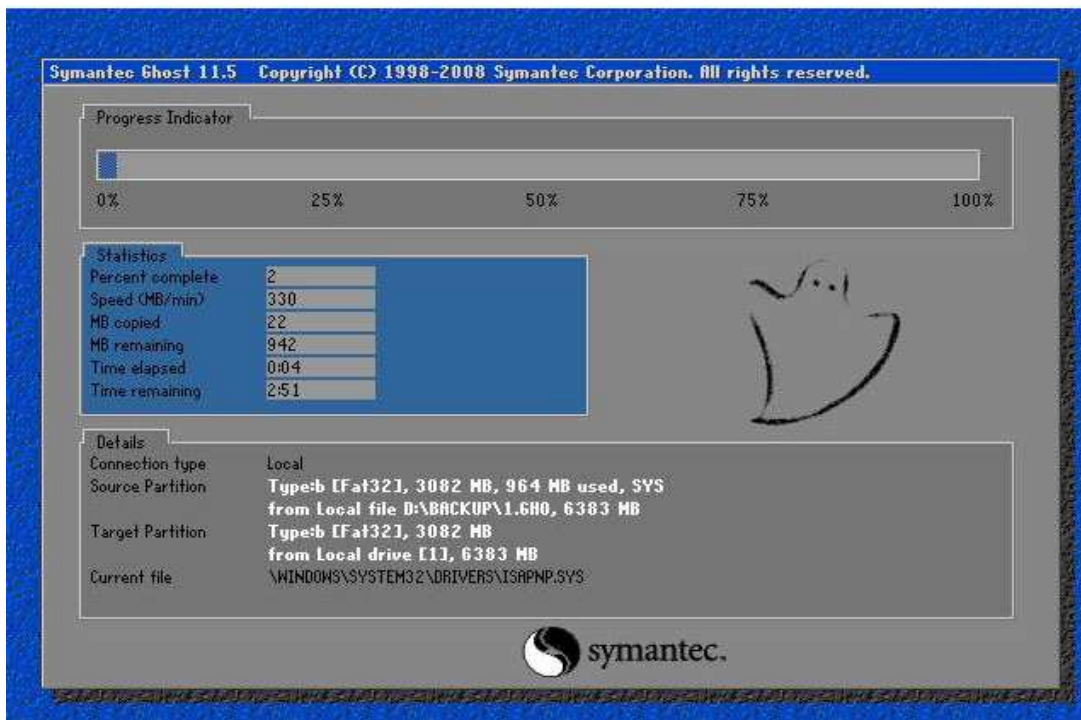 Symantec Ghost 11.5 Copyright (C) 1998-2008 Symantec Corporation. All rights reserved.
Progress Indicator
0% 25% 50% 75% 100%
Statistics
Percent complete 2
Speed (MB/min) 330
MB copied 22
MB remaining 942
Time elapsed 0:04
Time remaining 2:51
Details
Connection type Local
Source Partition Type:b [Fat32], 3082 MB, 964 MB used, SYS
from Local file D:\BACKUP\1.GHO, 6383 MB
Target Partition Type:b [Fat32], 3082 MB
from Local drive [1], 6383 MB
Current file \WINDOWS\SYSTEM32\DRIVERS\ISAPNP.SYS
symantec.